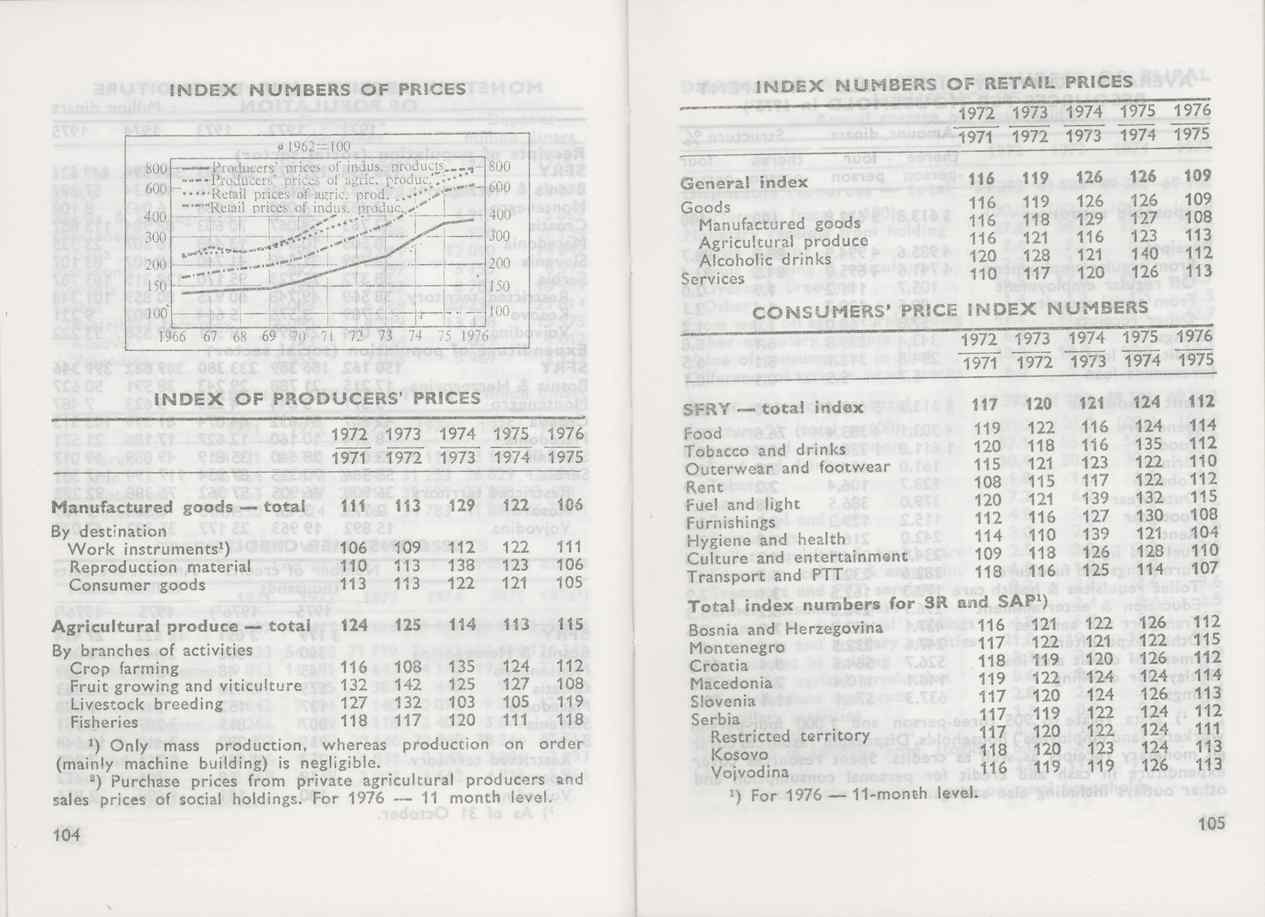 INDEX NUMBERS OF PRICES
ø 1962=100
800 Producers' prices of indus. products 800
600 Producers' prices of agric. produc. 600
Retail prices of agric. prod.
400 Retail prices of indus. produc. 400
300 300
200 200
150 150
100 100
1966 67 68 69 70 71 72 73 74 75 1976
INDEX OF PRODUCERS' PRICES
1972 1973 1974 1975 1976
1971 1972 1973 1974 1975
Manufactured goods — total 111 113 129 122 106
By destination
Work instruments¹) 106 109 112 122 111
Reproduction material 110 113 138 123 106
Consumer goods 113 113 122 121 105
Agricultural produce — total 124 125 114 113 115
By branches of activities
Crop farming 116 108 135 124 112
Fruit growing and viticulture 132 142 125 127 108
Livestock breeding 127 132 103 105 119
Fisheries 118 117 120 111 118
¹) Only mass production, whereas production on order
(mainly machine building) is negligible.
²) Purchase prices from private agricultural producers and
sales prices of social holdings. For 1976 — 11 month level.
104
INDEX NUMBERS OF RETAIL PRICES
1972 1973 1974 1975 1976
1971 1972 1973 1974 1975
General index 116 119 126 126 109
Goods 116 119 126 126 109
Manufactured goods 116 118 129 127 108
Agricultural produce 116 121 116 123 113
Alcoholic drinks 120 128 121 140 112
Services 110 117 120 126 113
CONSUMERS' PRICE INDEX NUMBERS
1972 1973 1974 1975 1976
1971 1972 1973 1974 1975
SFRY — total index 117 120 121 124 112
Food 119 122 116 124 114
Tobacco and drinks 120 118 116 135 112
Outerwear and footwear 115 121 123 122 110
Rent 108 115 117 122 112
Fuel and light 120 121 139 132 115
Furnishings 112 116 127 130 108
Hygiene and health 114 110 139 121 104
Culture and entertainment 109 118 126 128 110
Transport and PTT 118 116 125 114 107
Total index numbers for SR and SAP¹)
Bosnia and Herzegovina 116 121 122 126 112
Montenegro 117 122 121 122 115
Croatia 118 119 120 126 112
Macedonia 119 122 124 124 114
Slovenia 117 120 124 126 113
Serbia 117 119 122 124 112
Restricted territory 117 120 122 124 111
Kosovo 118 120 123 124 113
Vojvodina 116 119 119 126 113
¹) For 1976 — 11-month level.
105